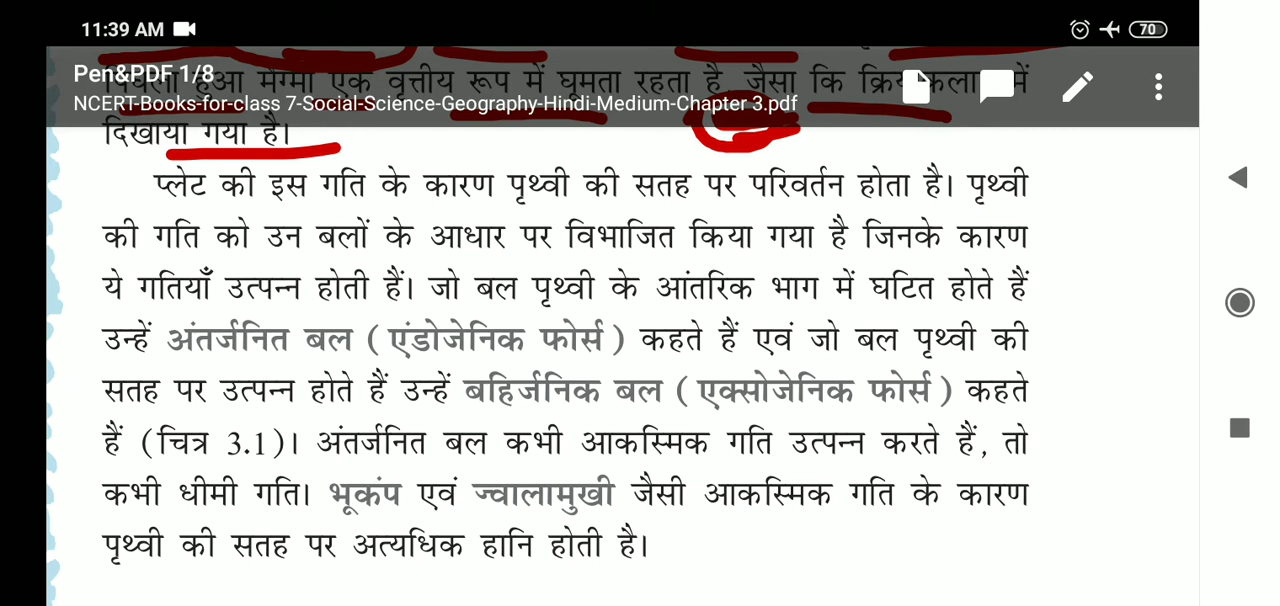 11:39 AM
70
Pen&PDF 1/8
NCERT-Books-for-class 7-Social-Science-Geography-Hindi-Medium-Chapter 3.pdf
पिघला हुआ मैग्मा एक वृत्तीय रूप में घूमता रहता है, जैसा कि में
दिखाया गया है।
प्लेट की इस गति के कारण पृथ्वी की सतह पर परिवर्तन होता है। पृथ्वी
की गति को उन बलों के आधार पर विभाजित किया गया है जिनके कारण
ये गतियाँ उत्पन्न होती हैं। जो बल पृथ्वी के आंतरिक भाग में घटित होते हैं
उन्हें अंतर्जनित बल (एंडोजेनिक फोर्स) कहते हैं एवं जो बल पृथ्वी की
सतह पर उत्पन्न होते हैं उन्हें बहिर्जनिक बल (एक्सोजेनिक फोर्स) कहते
हैं (चित्र 3.1)। अंतर्जनित बल कभी आकस्मिक गति उत्पन्न करते हैं, तो
कभी धीमी गति। भूकंप एवं ज्वालामुखी जैसी आकस्मिक गति के कारण
पृथ्वी की सतह पर अत्यधिक हानि होती है।